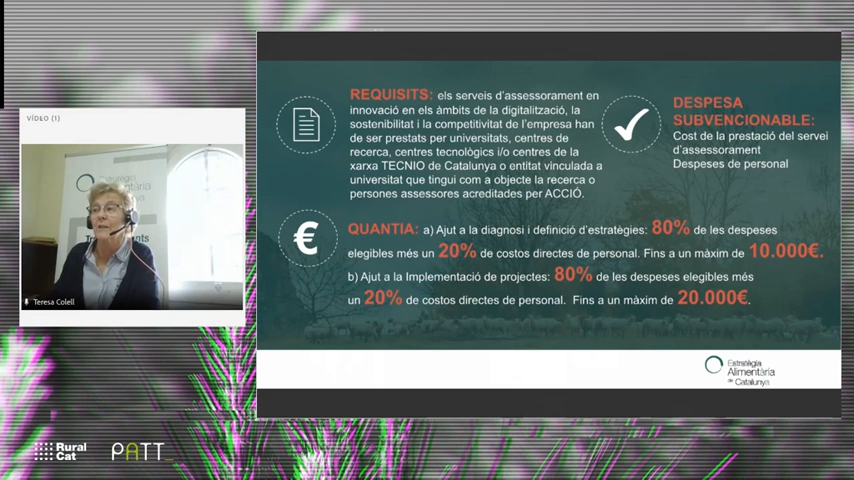 VÍDEO (1)
Estratègia
Alimentària
Teresa Colell
REQUISITS: els serveis d'assessorament en
innovació en els àmbits de la digitalització, la
sostenibilitat i la competitivitat de l'empresa han
de ser prestats per universitats, centres de
recerca, centres tecnològics i/o centres de la
xarxa TECNIO de Catalunya o entitat vinculada a
universitat que tingui com a objecte la recerca o
persones assessores acreditades per ACCIÓ.
DESPESA
SUBVENCIONABLE:
Cost de la prestació del servei
d'assessorament
Despeses de personal
€
QUANTIA: a) Ajut a la diagnosi i definició d'estratègies: 80% de les despeses
elegibles més un 20% de costos directes de personal. Fins a un màxim de 10.000€.
b) Ajut a la Implementació de projectes: 80% de les despeses elegibles més
un 20% de costos directes de personal. Fins a un màxim de 20.000€.
Estratègia
Alimentària
de Catalunya
Rural
Cat
PATT_